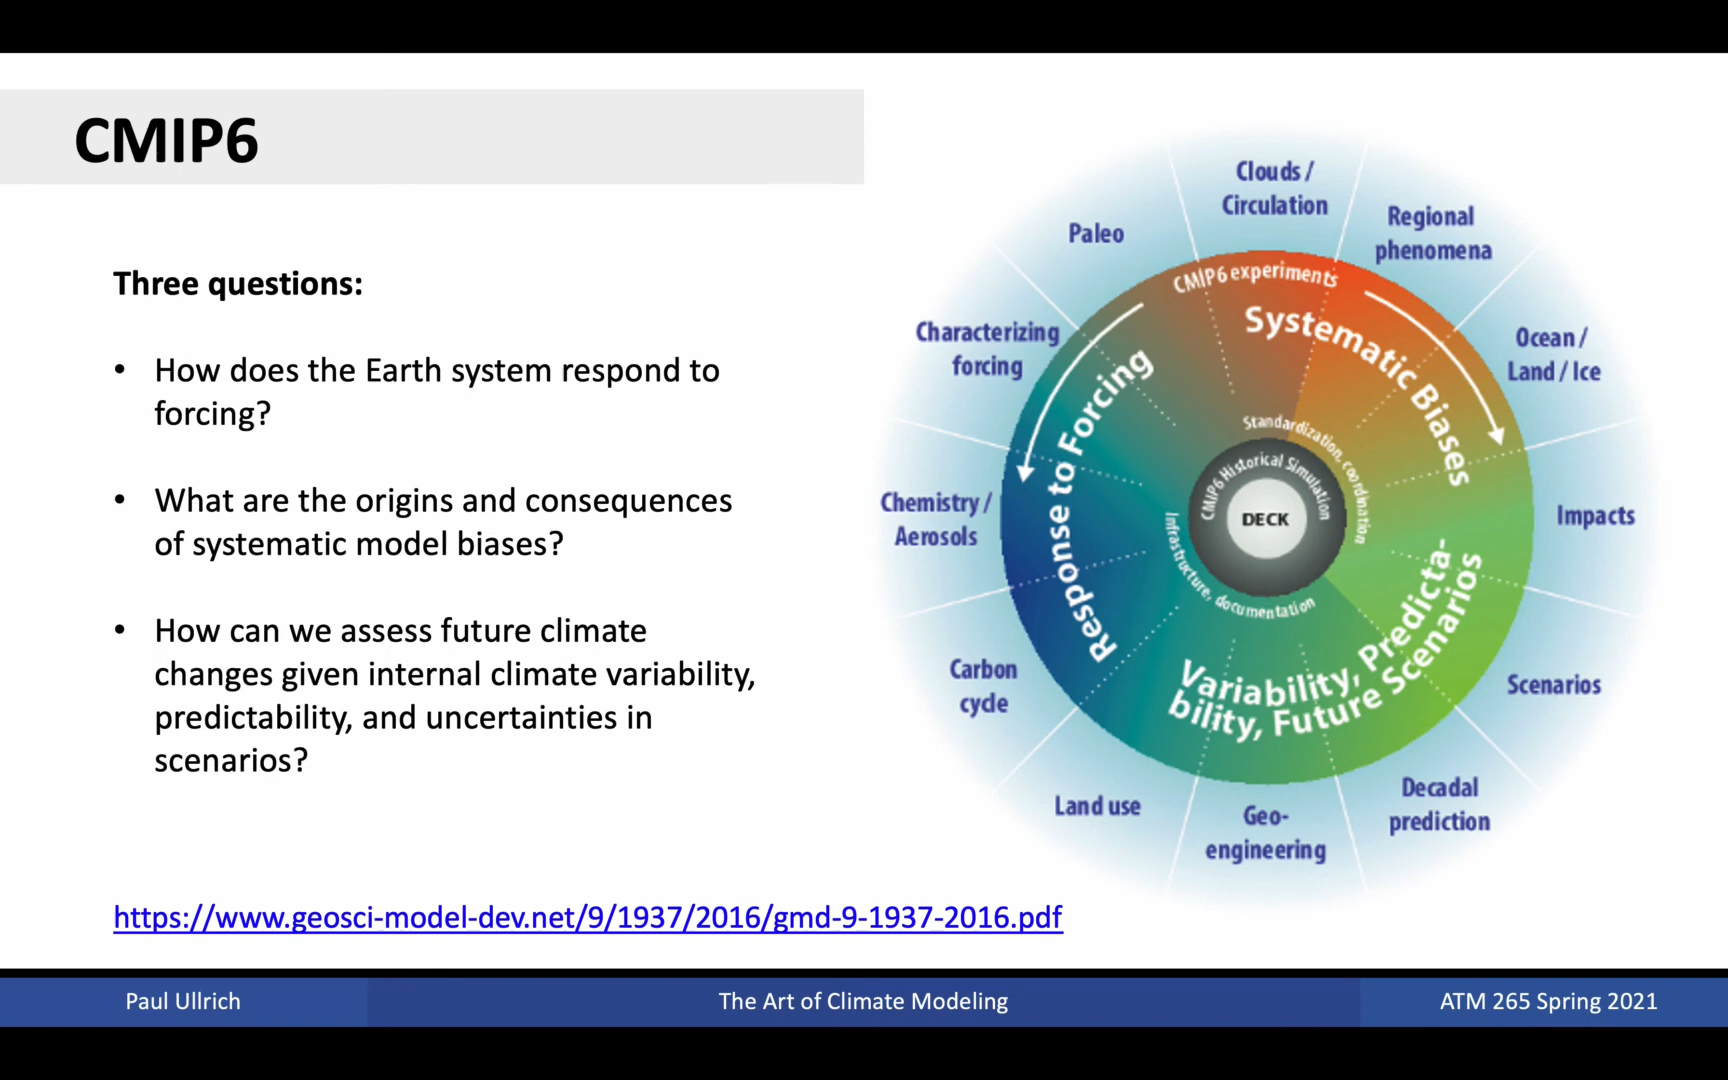 CMIP6
Three questions:
• How does the Earth system respond to
forcing?
• What are the origins and consequences
of systematic model biases?
• How can we assess future climate
changes given internal climate variability,
predictability, and uncertainties in
scenarios?
https://www.geosci-model-dev.net/9/1937/2016/gmd-9-1937-2016.pdf
Clouds /
Circulation
Regional
phenomena
Ocean /
Land / Ice
Impacts
Scenarios
Decadal
prediction
Geo-
engineering
Land use
Carbon
cycle
Chemistry /
Aerosols
Characterizing
forcing
Paleo
CMIP6 experiments
Systematic Biases
Variability, Predicta-
bility, Future Scenarios
Response to Forcing
Standardization, coordination
Infrastructure, documentation
CMIP6 Historical Simulation
DECK
Paul Ullrich
The Art of Climate Modeling
ATM 265 Spring 2021